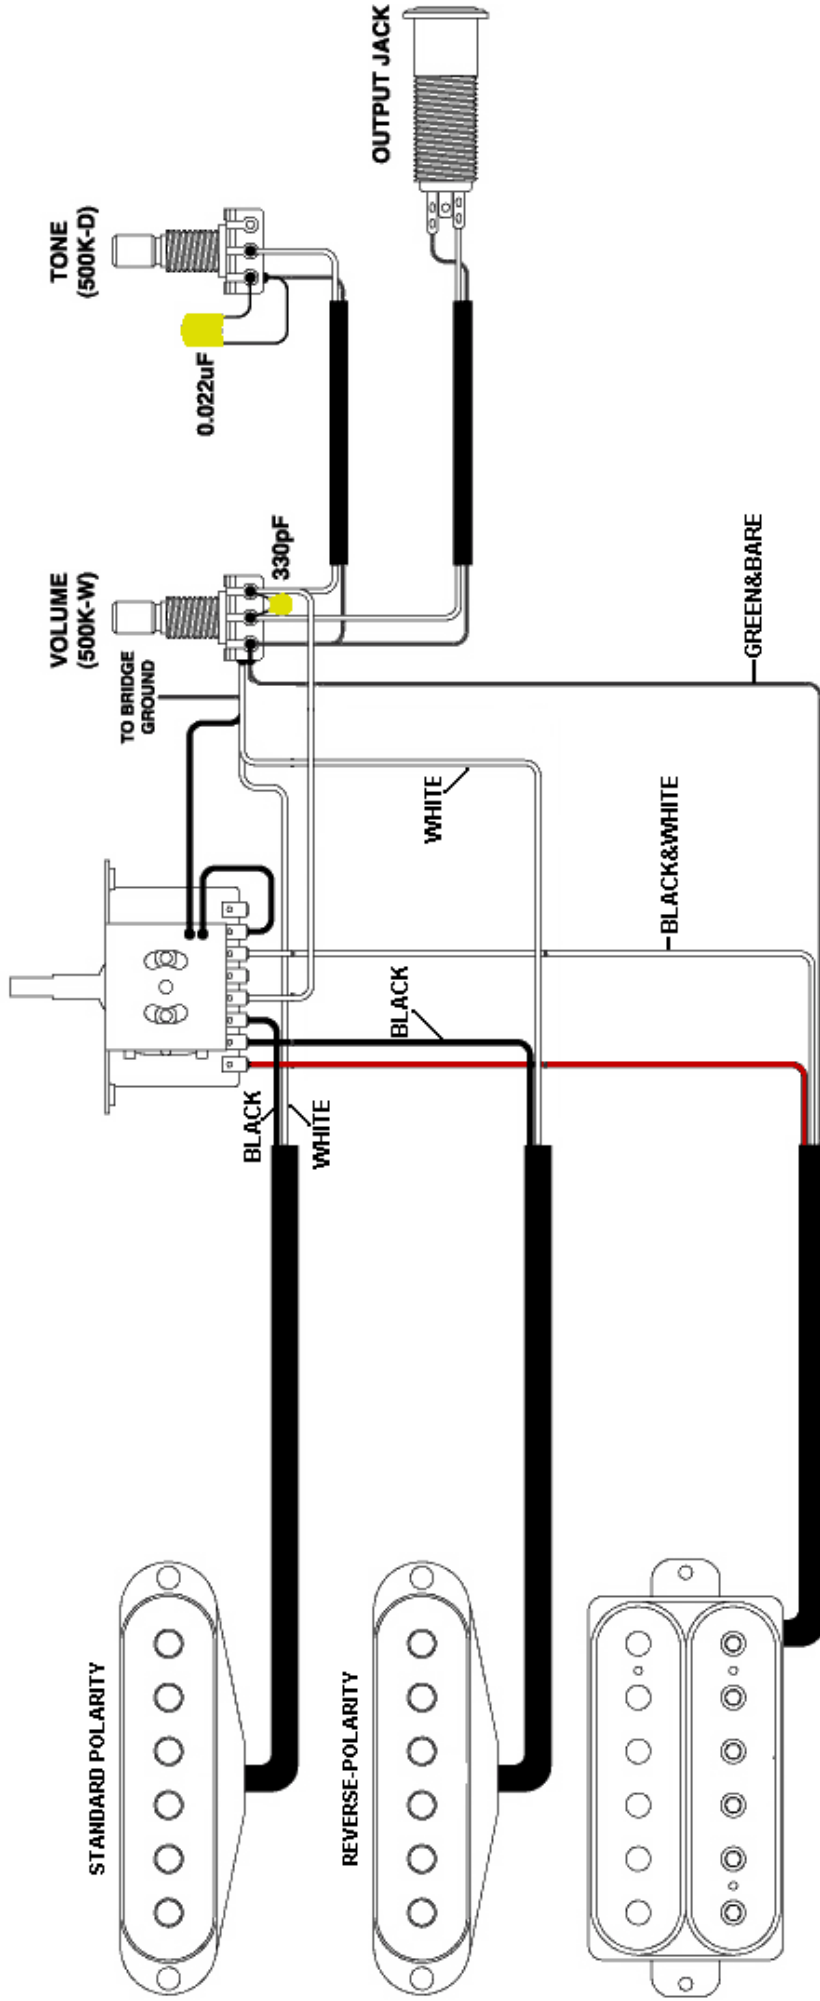 OUTPUT JACK
TONE
(500K-D)
0.022uF
VOLUME
(500K-W)
330pF
TO BRIDGE
GROUND
GREEN&BARE
WHITE
BLACK&WHITE
BLACK
BLACK
WHITE
STANDARD POLARITY
REVERSE-POLARITY